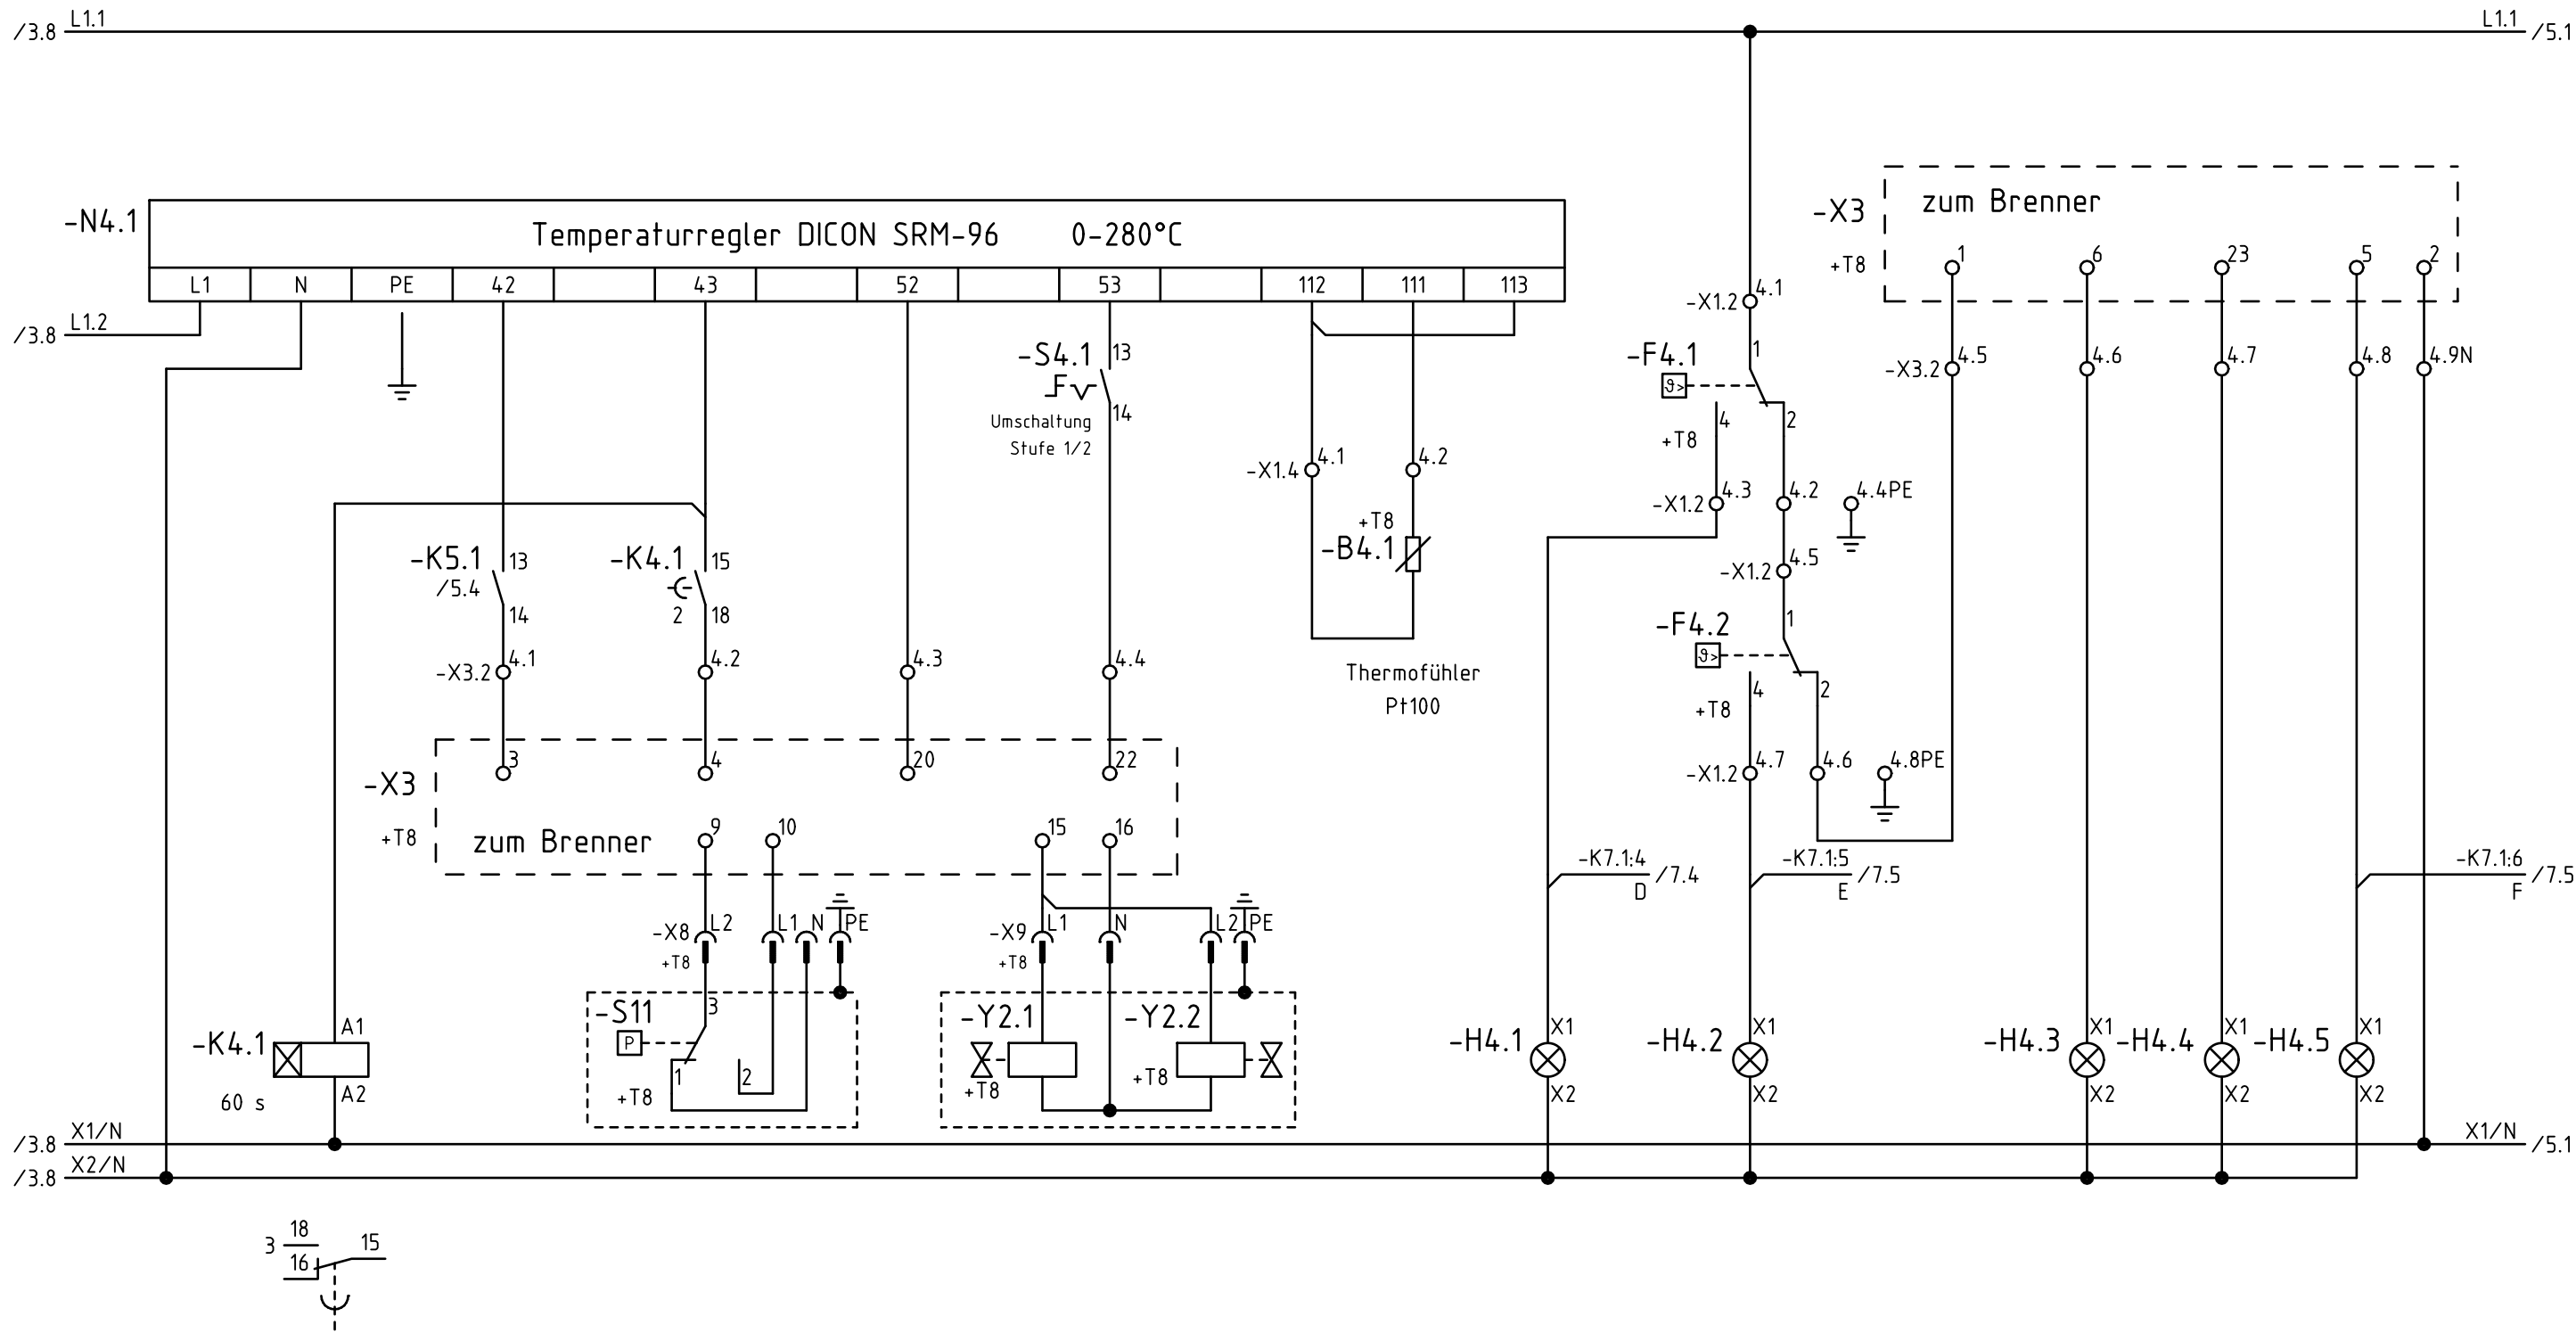 L1.1
L1.1
/3.8
/5.1
-N4.1
Temperaturregler DICON SRM-96 0-280°C
L1 N PE 42 43 52 53 112 111 113
L1.2
/3.8
-X3
+T8
zum Brenner
1 6 23 5 2
-X1.2 4.1
-X3.2 4.5 4.6 4.7 4.8 4.9N
-S4.1 13
14
Umschaltung
Stufe 1/2
-F4.1 1
ϑ>
4 2
+T8
-X1.4 4.1 4.2
-X1.2 4.3 4.2 4.4PE
+T8
-B4.1
Thermofühler
Pt100
-K5.1 13
/5.4
14
-K4.1 15
2 18
-X1.2 4.5
-F4.2 1
ϑ>
4 2
+T8
-X3.2 4.1 4.2 4.3 4.4
-X1.2 4.7 4.6 4.8PE
-X3
+T8
3 4 20 22
zum Brenner
9 10 15 16
-K7.1:4
D
/7.4
-K7.1:5
E
/7.5
-K7.1:6
F
/7.5
-X8 L2 L1 N PE
+T8
-X9 L1 N L2 PE
+T8
-S11 3
P
1 2
+T8
-Y2.1
+T8
-Y2.2
+T8
-K4.1 A1
A2
60 s
-H4.1 X1
X2
-H4.2 X1
X2
-H4.3 X1
X2
-H4.4 X1
X2
-H4.5 X1
X2
X1/N
/3.8
X1/N
/5.1
X2/N
/3.8
18
3 15
16